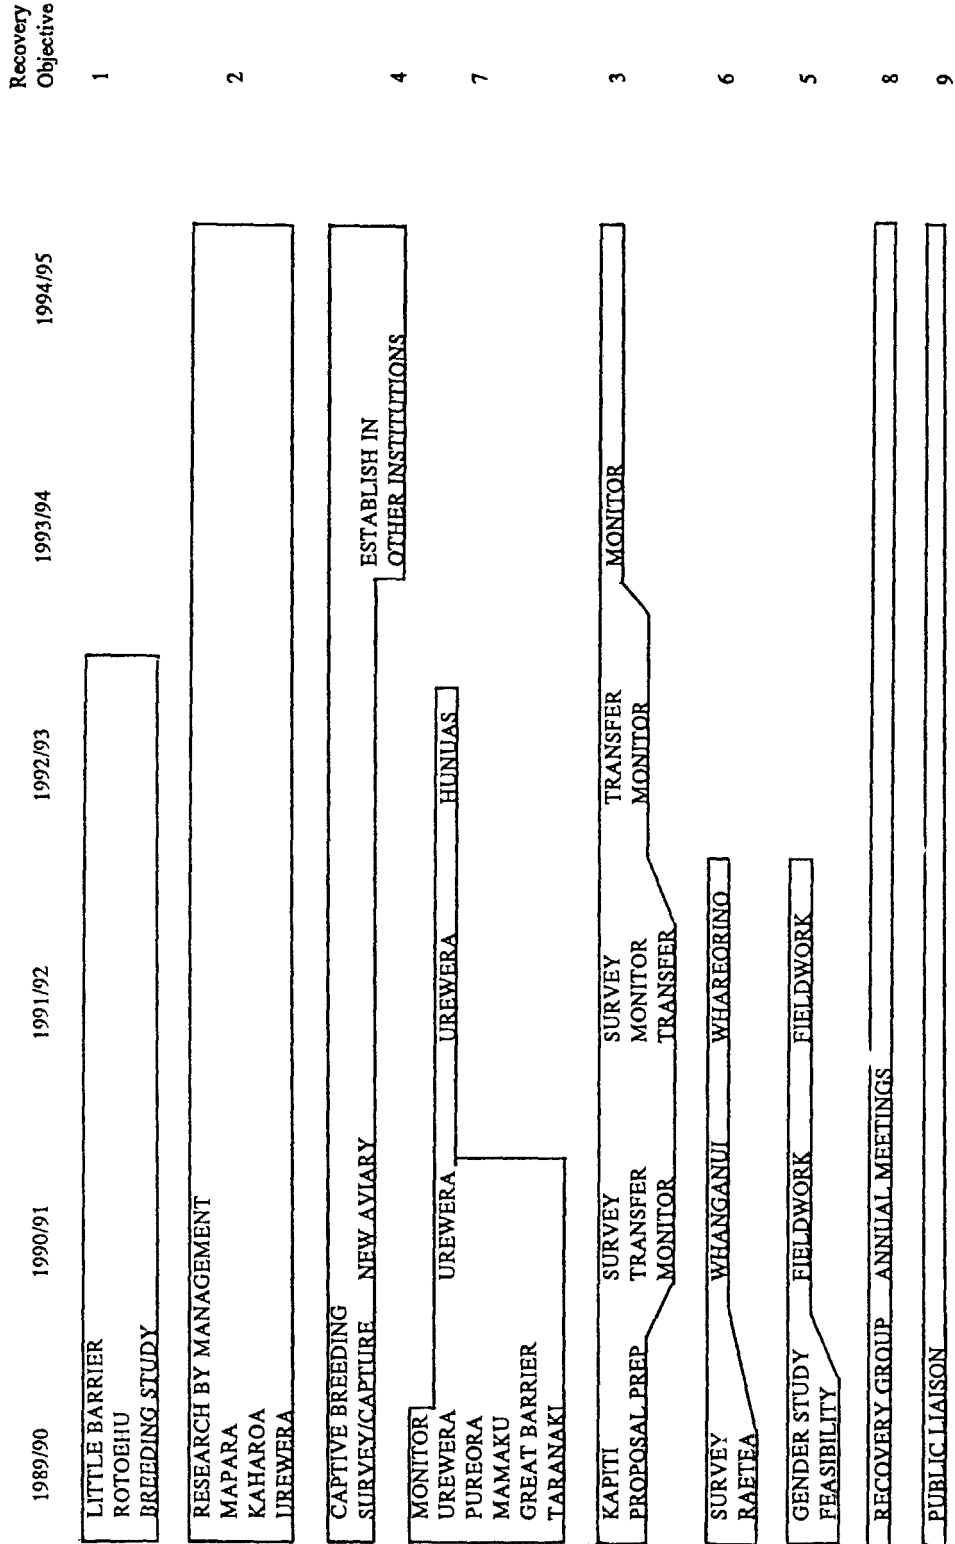 1989/90 1990/91 1991/92 1992/93 1993/94 1994/95 Recovery
Objective
LITTLE BARRIER 1
ROTOEHU
BREEDING STUDY
RESEARCH BY MANAGEMENT
MAPARA 2
KAHAROA
UREWERA
CAPTIVE BREEDING
SURVEY/CAPTURE NEW AVIARY ESTABLISH IN
OTHER INSTITUTIONS 4
MONITOR
UREWERA UREWERA UREWERA HUNUAS
PUREORA 7
MAMAKU
GREAT BARRIER
TARANAKI
KAPITI SURVEY SURVEY TRANSFER MONITOR 3
PROPOSAL PREP TRANSFER MONITOR MONITOR
MONITOR TRANSFER
SURVEY WHANGANUI WHAREORINO 6
RAETEA
GENDER STUDY FIELDWORK FIELDWORK 5
FEASIBILITY
RECOVERY GROUP ANNUAL MEETINGS 8
PUBLIC LIAISON 9